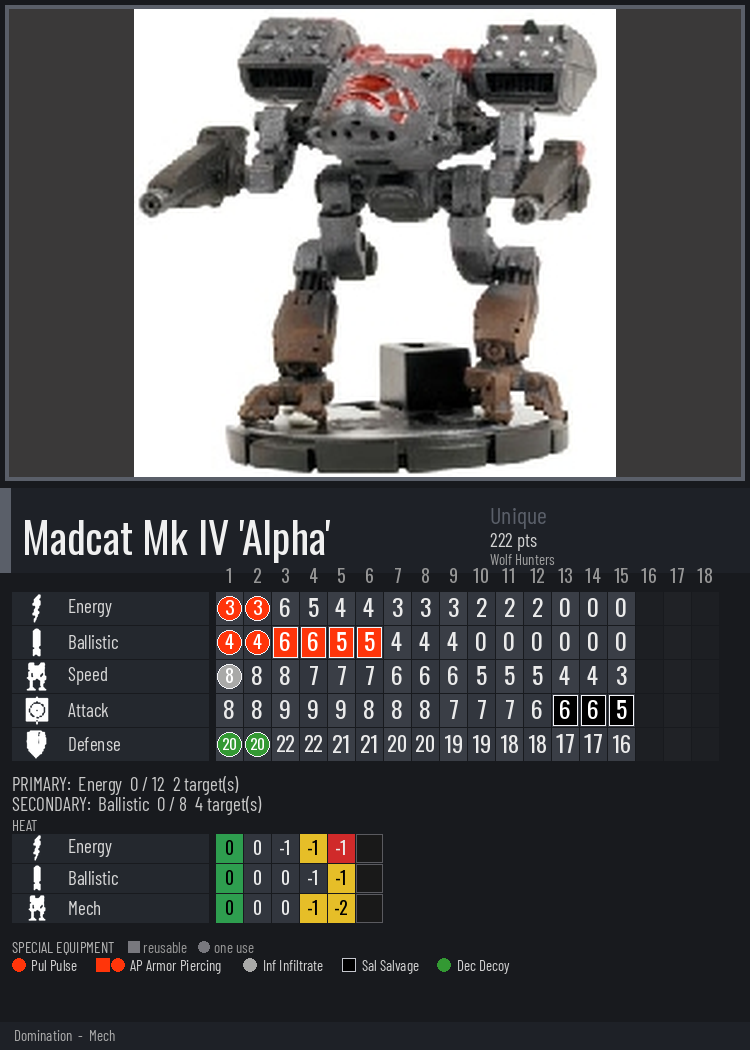 Madcat Mk IV 'Alpha'
Unique
222 pts
Wolf Hunters
1 2 3 4 5 6 7 8 9 10 11 12 13 14 15 16 17 18
Energy 3 3 6 5 4 4 3 3 3 2 2 2 0 0 0
Ballistic 4 4 6 6 5 5 4 4 4 0 0 0 0 0 0
Speed 8 8 8 7 7 7 6 6 6 5 5 5 4 4 3
Attack 8 8 9 9 9 8 8 8 7 7 7 6 6 6 5
Defense 20 20 22 22 21 21 20 20 19 19 18 18 17 17 16
PRIMARY: Energy 0 / 12 2 target(s)
SECONDARY: Ballistic 0 / 8 4 target(s)
HEAT
Energy 0 0 -1 -1 -1
Ballistic 0 0 0 -1 -1
Mech 0 0 0 -1 -2
SPECIAL EQUIPMENT reusable one use
Pul Pulse AP Armor Piercing Inf Infiltrate Sal Salvage Dec Decoy
Domination - Mech